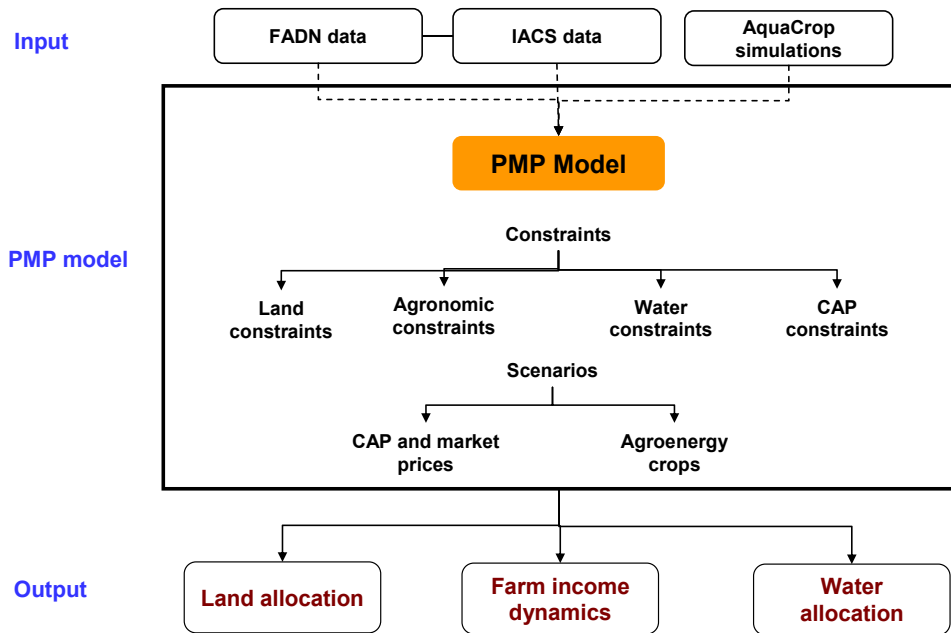 Input
FADN data
IACS data
AquaCrop
simulations
PMP Model
PMP model
Constraints
Land
constraints
Agronomic
constraints
Water
constraints
CAP
constraints
Scenarios
CAP and market
prices
Agroenergy
crops
Output
Land allocation
Farm income
dynamics
Water
allocation